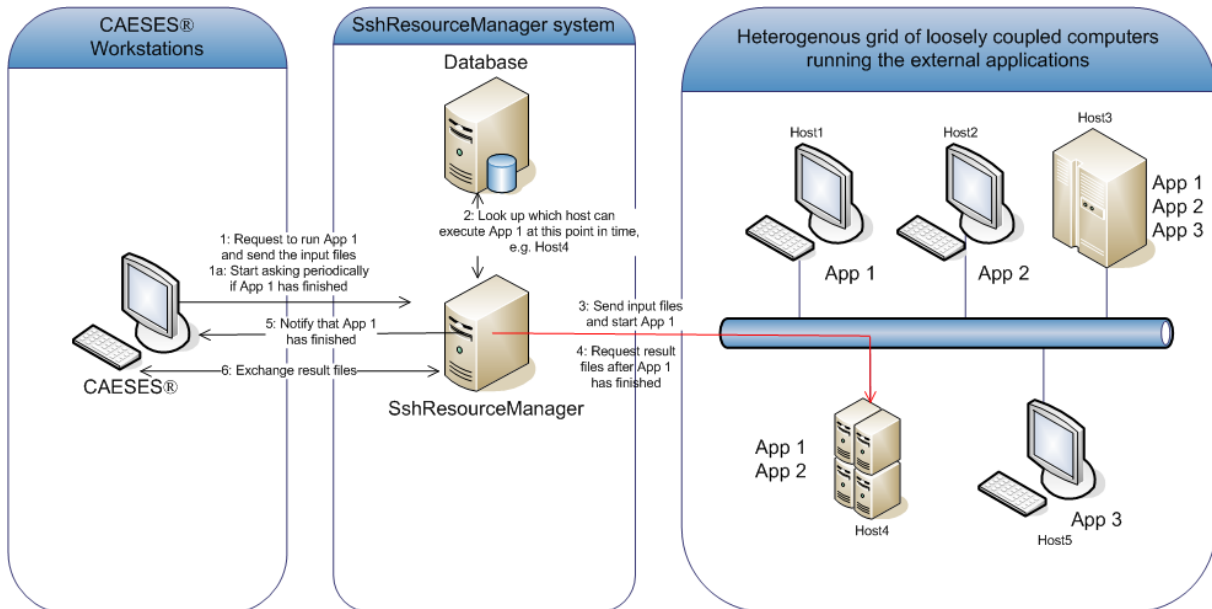 CAESES®
Workstations
SshResourceManager system
Heterogenous grid of loosely coupled computers
running the external applications
Database
2: Look up which host can
execute App 1 at this point in time,
e.g. Host4
1: Request to run App 1
and send the input files
1a: Start asking periodically
if App 1 has finished
5: Notify that App 1
has finished
6: Exchange result files
CAESES®
SshResourceManager
3: Send input files
and start App 1
4: Request result
files after App 1
has finished
Host1
App 1
Host2
App 2
Host3
App 1
App 2
App 3
App 1
App 2
Host4
App 3
Host5